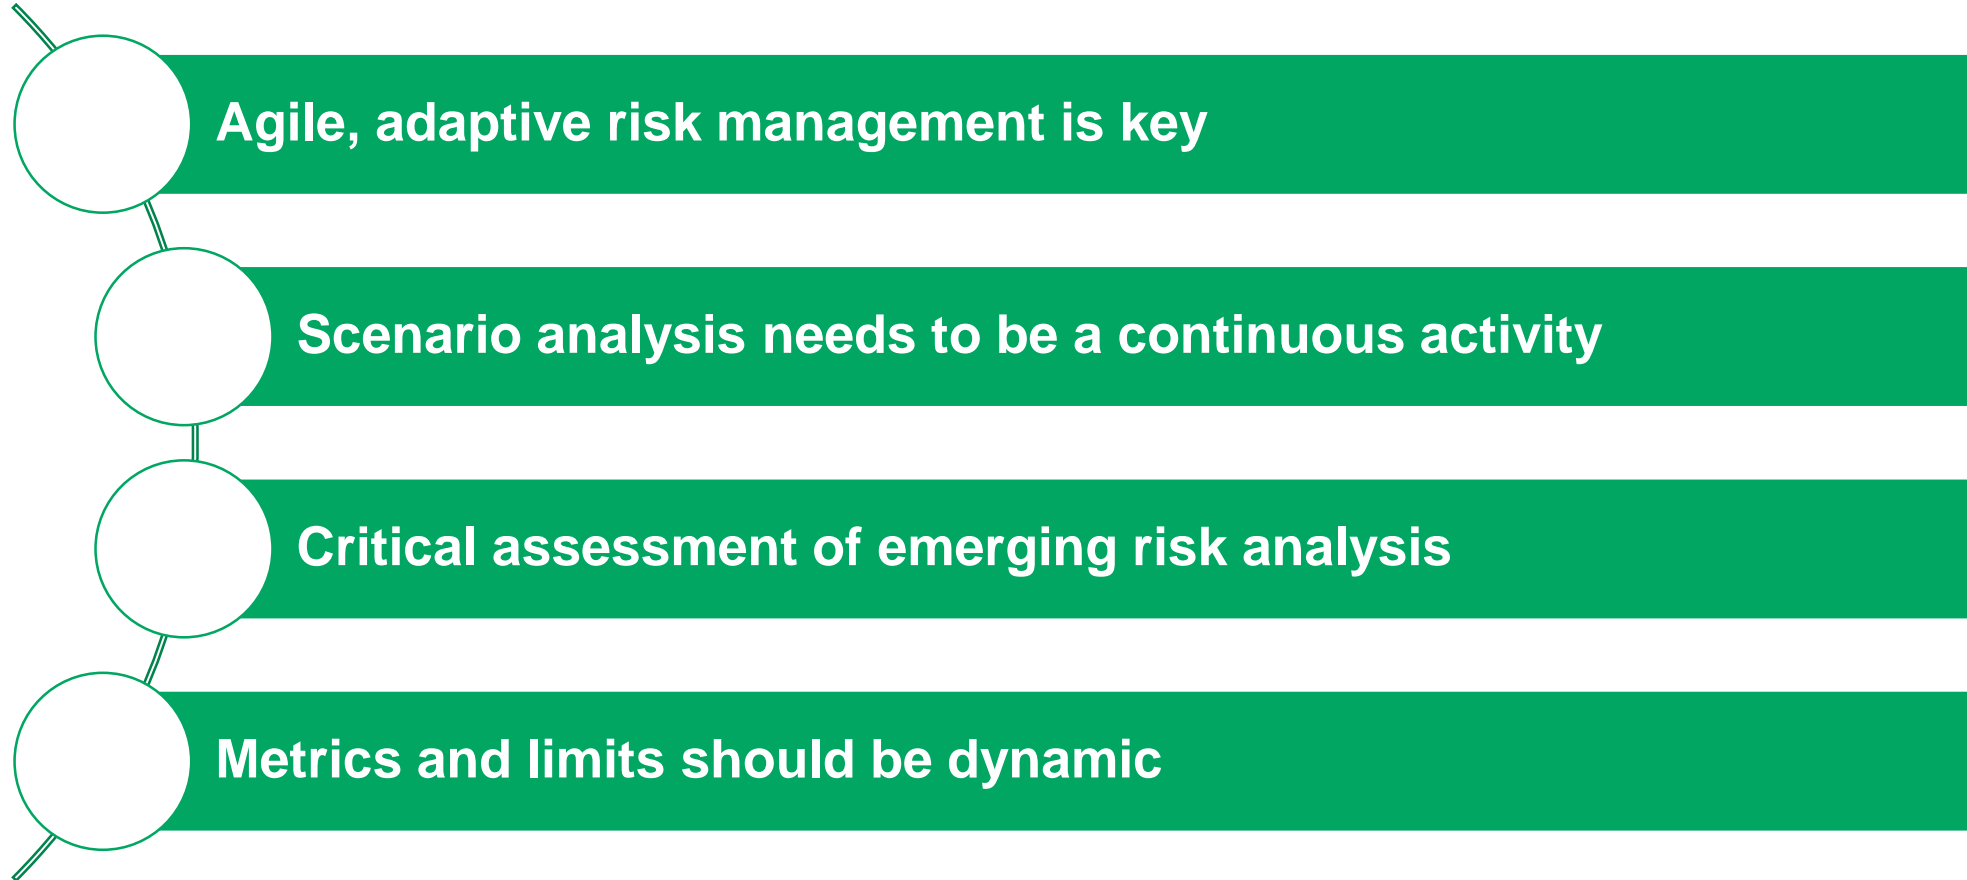 Agile, adaptive risk management is key
Scenario analysis needs to be a continuous activity
Critical assessment of emerging risk analysis
Metrics and limits should be dynamic